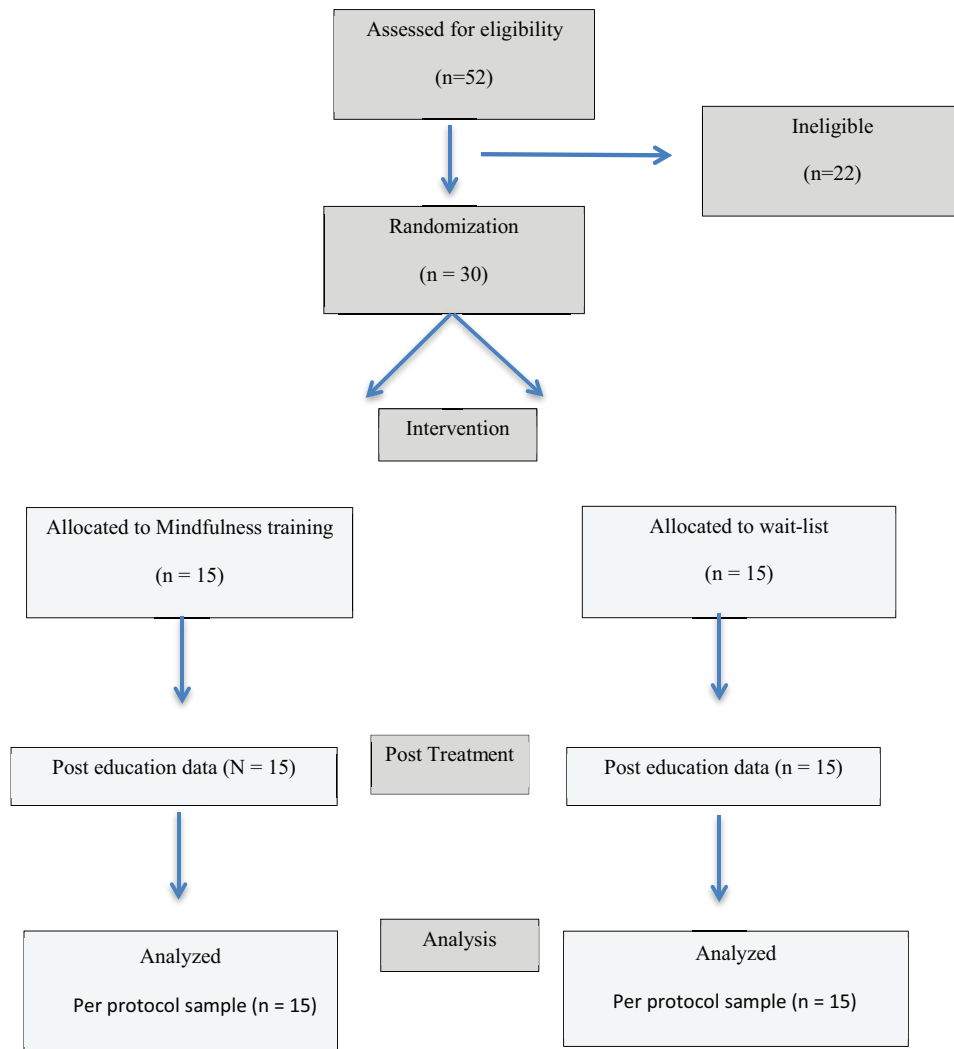 Assessed for eligibility
(n=52)
Ineligible
(n=22)
Randomization
(n = 30)
Intervention
Allocated to Mindfulness training
(n = 15)
Allocated to wait-list
(n = 15)
Post education data (N = 15)
Post Treatment
Post education data (n = 15)
Analyzed
Per protocol sample (n = 15)
Analysis
Analyzed
Per protocol sample (n = 15)